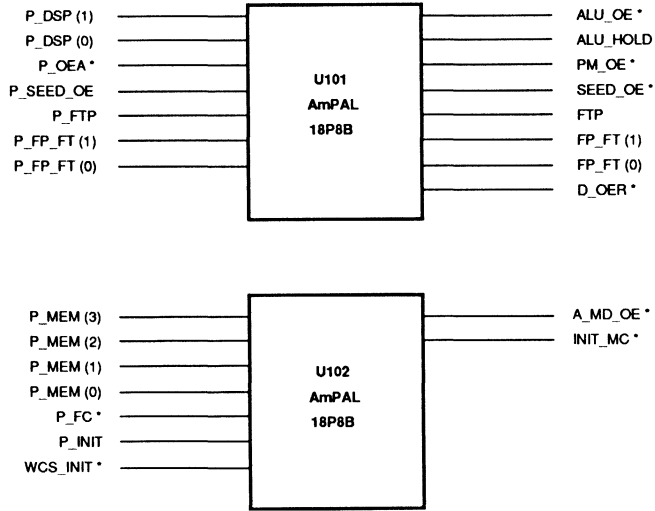 P_DSP (1)
P_DSP (0)
P_OEA *
P_SEED_OE
P_FTP
P_FP_FT (1)
P_FP_FT (0)
U101
AmPAL
18P8B
ALU_OE *
ALU_HOLD
PM_OE *
SEED_OE *
FTP
FP_FT (1)
FP_FT (0)
D_OER *
P_MEM (3)
P_MEM (2)
P_MEM (1)
P_MEM (0)
P_FC *
P_INIT
WCS_INIT *
U102
AmPAL
18P8B
A_MD_OE *
INIT_MC *